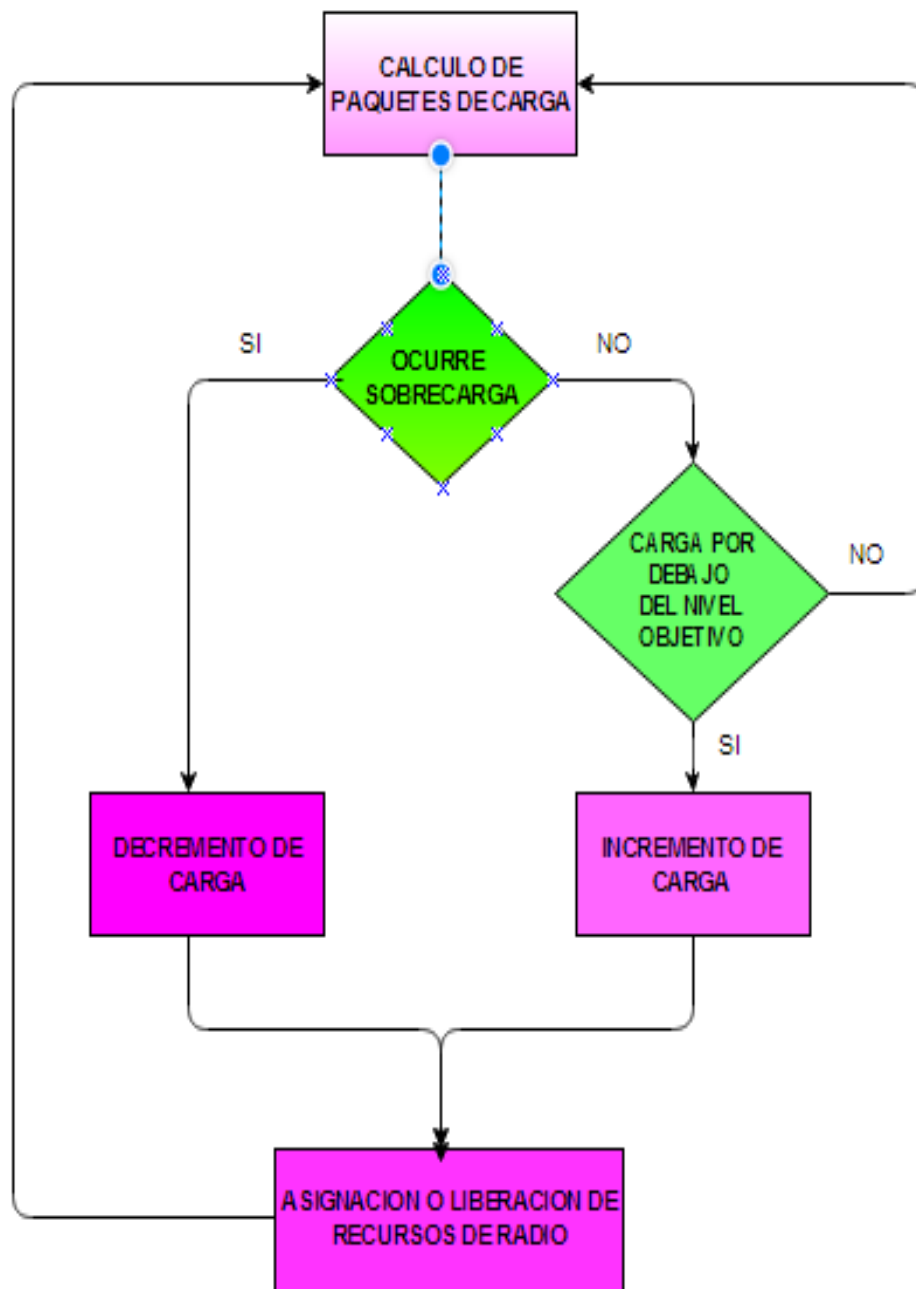 CALCULO DE
PAQUETES DE CARGA
SI
OCURRE
SOBRECARGA
NO
CARGA POR
DEBAJO
DEL NIVEL
OBJETIVO
NO
SI
DECREMENTO DE
CARGA
INCREMENTO DE
CARGA
ASIGNACION O LIBERACION DE
RECURSOS DE RADIO